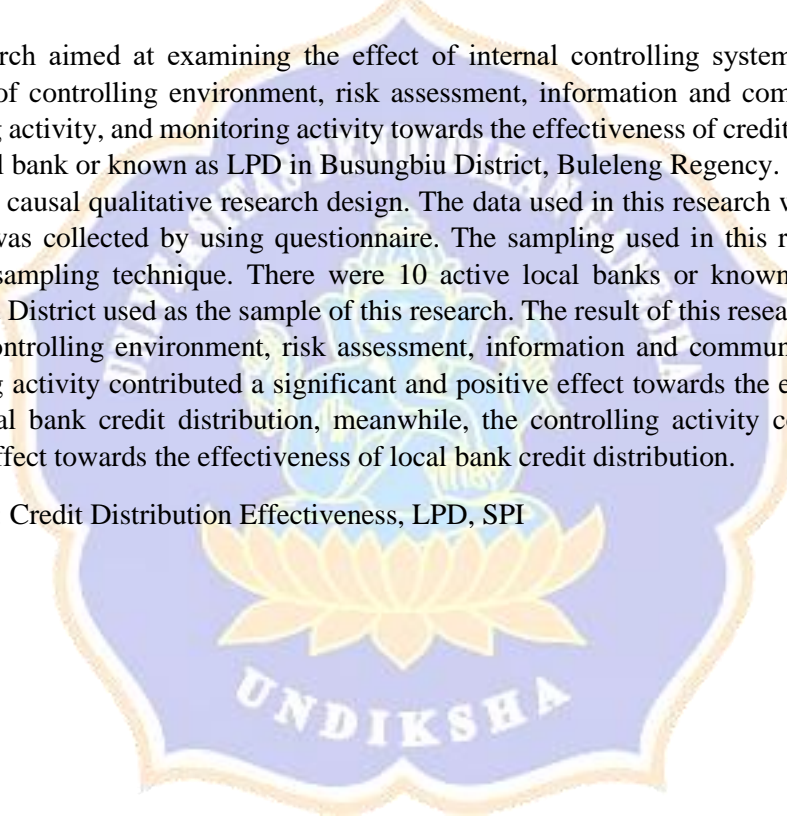 rch aimed at examining the effect of internal controlling system
of controlling environment, risk assessment, information and com
g activity, and monitoring activity towards the effectiveness of credit
l bank or known as LPD in Busungbiu District, Buleleng Regency.
causal qualitative research design. The data used in this research w
was collected by using questionnaire. The sampling used in this r
sampling technique. There were 10 active local banks or known
District used as the sample of this research. The result of this resea
ontrolling environment, risk assessment, information and commun
g activity contributed a significant and positive effect towards the e
al bank credit distribution, meanwhile, the controlling activity c
ffect towards the effectiveness of local bank credit distribution.
Credit Distribution Effectiveness, LPD, SPI
UNIVERSITAS PENDIDIKAN GANESHA
UNDIKSHA